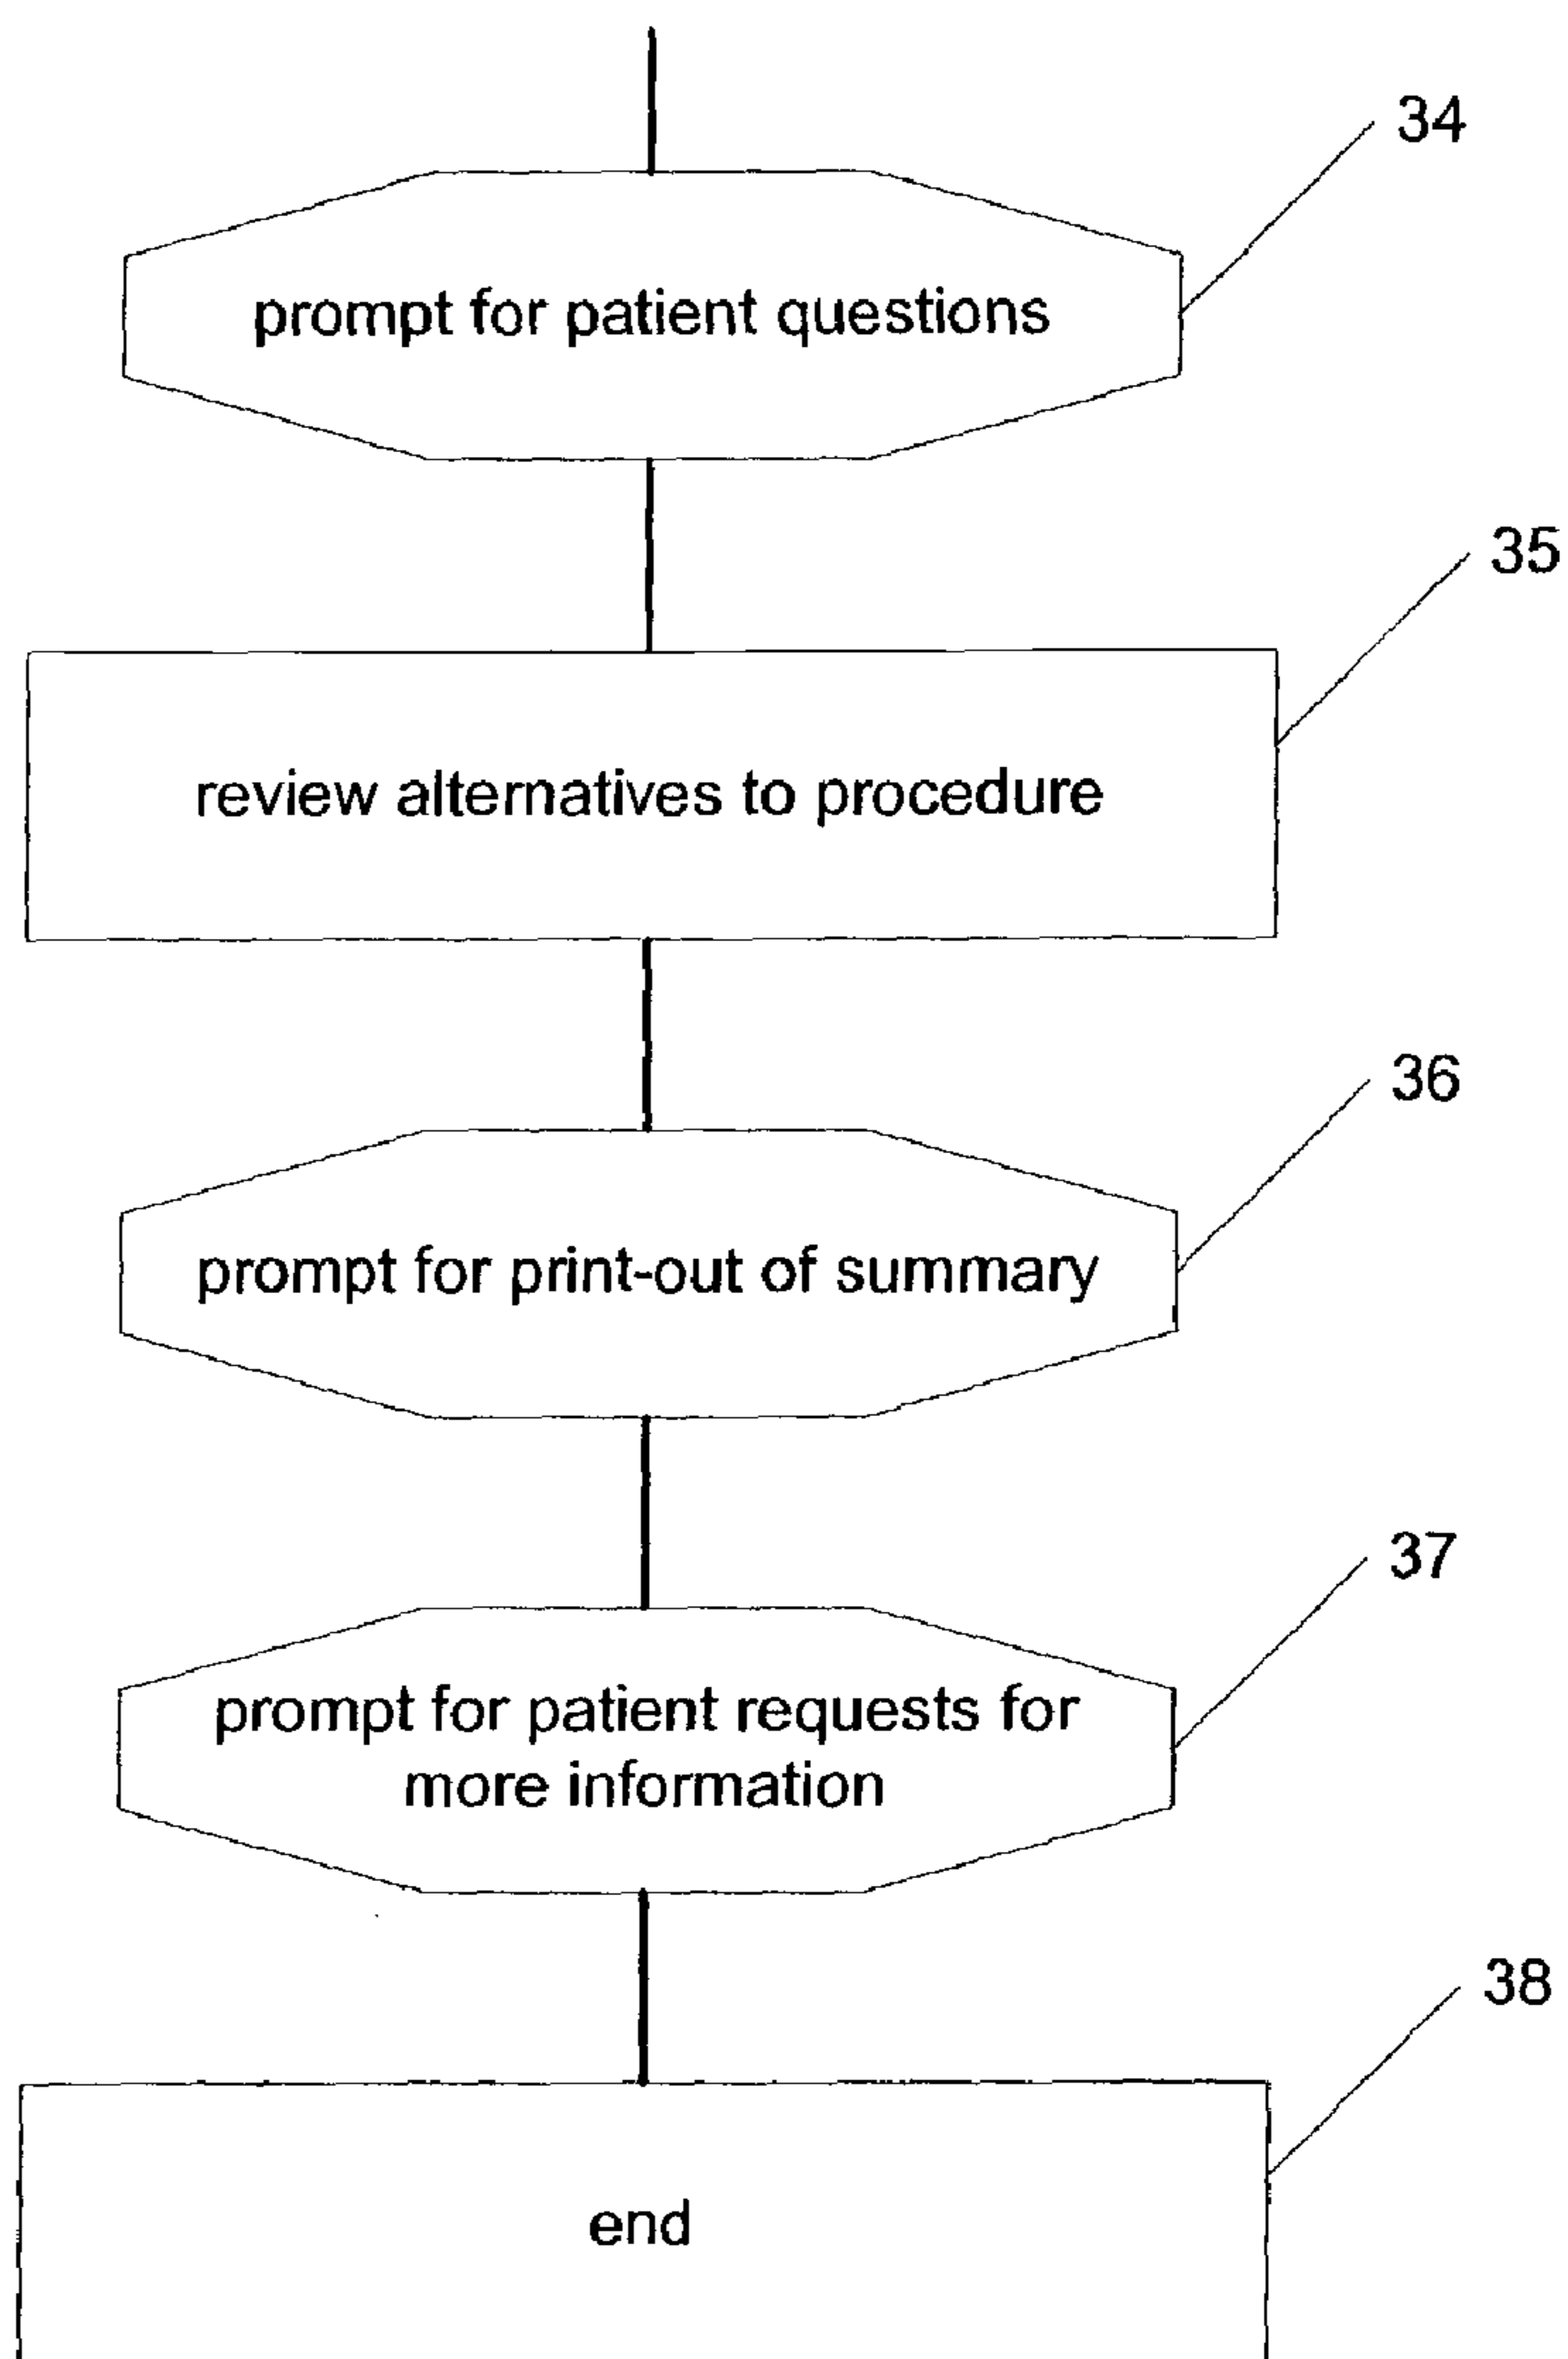 34
prompt for patient questions
35
review alternatives to procedure
36
prompt for print-out of summary
37
prompt for patient requests for
more information
38
end